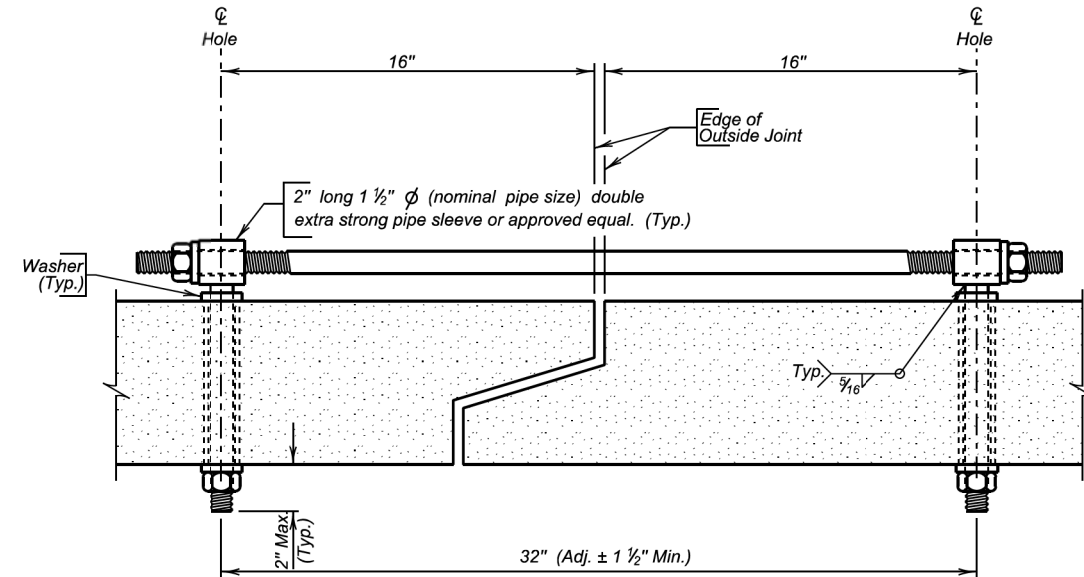 ℄
Hole
℄
Hole
16"
16"
Edge of
Outside Joint
2" long 1 ½" ϕ (nominal pipe size) double
extra strong pipe sleeve or approved equal. (Typ.)
Washer
(Typ.)
Typ.
5/16
2" Max.
(Typ.)
32" (Adj. ± 1 ½" Min.)